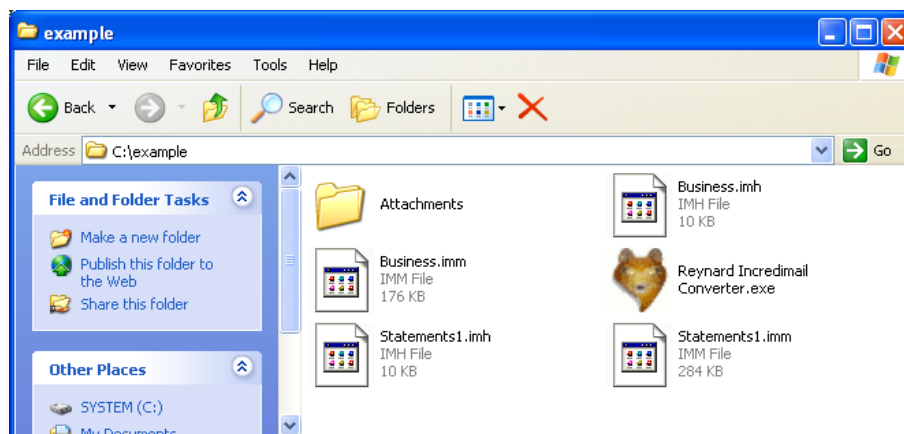 example
File Edit View Favorites Tools Help
Back Search Folders
Address C:\example Go
File and Folder Tasks
Make a new folder
Publish this folder to
the Web
Share this folder
Other Places
SYSTEM (C:)
My Documents
Attachments
Business.imh
IMH File
10 KB
Business.imm
IMM File
176 KB
Reynard Incredimail
Converter.exe
Statements1.imh
IMH File
10 KB
Statements1.imm
IMM File
284 KB